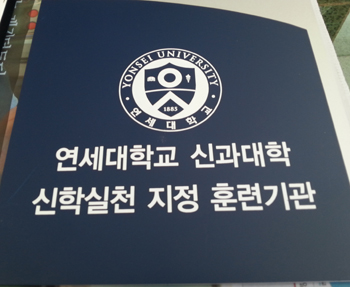 YONSEI UNIVERSITY
1885
연세대학교
연세대학교 신과대학
신학실천 지정 훈련기관